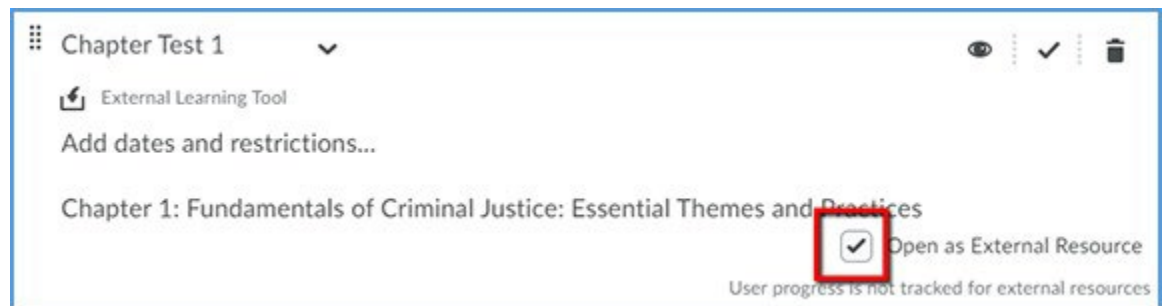 Chapter Test 1
External Learning Tool
Add dates and restrictions...
Chapter 1: Fundamentals of Criminal Justice: Essential Themes and Practices
Open as External Resource
User progress is not tracked for external resources